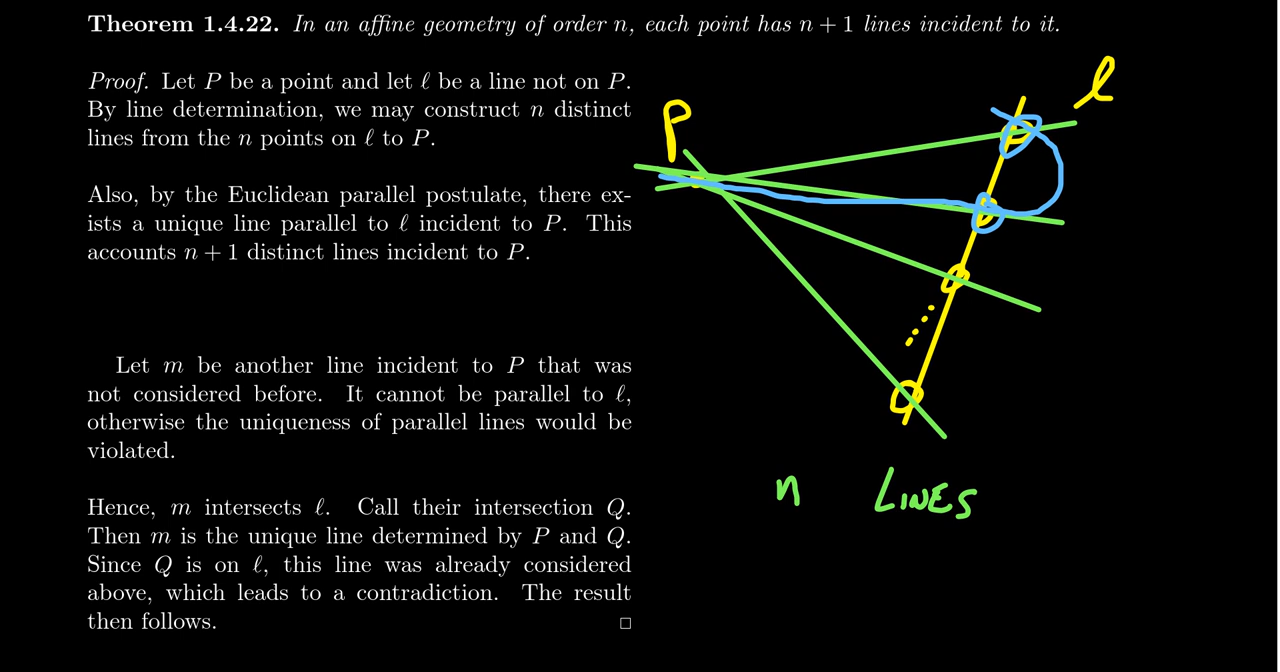 Theorem 1.4.22. In an affine geometry of order n, each point has n + 1 lines incident to it.
Proof. Let P be a point and let ℓ be a line not on P.
By line determination, we may construct n distinct
lines from the n points on ℓ to P.
Also, by the Euclidean parallel postulate, there ex-
ists a unique line parallel to ℓ incident to P. This
accounts n + 1 distinct lines incident to P.
Let m be another line incident to P that was
not considered before. It cannot be parallel to ℓ,
otherwise the uniqueness of parallel lines would be
violated.
Hence, m intersects ℓ. Call their intersection Q.
Then m is the unique line determined by P and Q.
Since Q is on ℓ, this line was already considered
above, which leads to a contradiction. The result
then follows. □
P
ℓ
n LINES